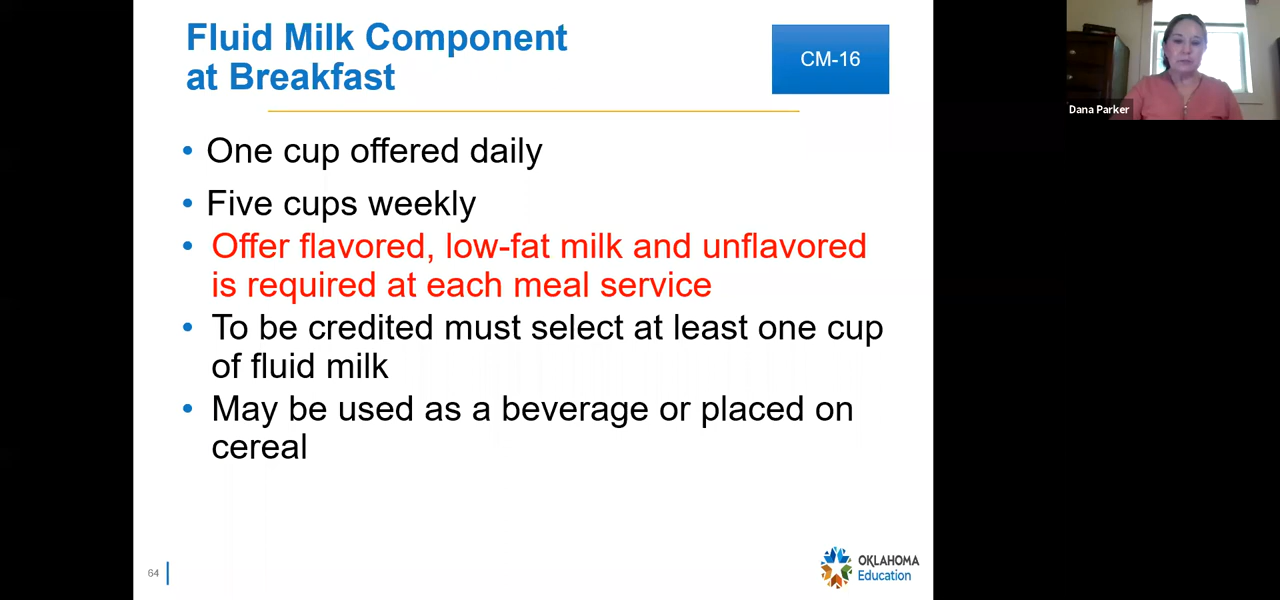 Fluid Milk Component
at Breakfast
CM-16
Dana Parker
• One cup offered daily
• Five cups weekly
• Offer flavored, low-fat milk and unflavored
is required at each meal service
• To be credited must select at least one cup
of fluid milk
• May be used as a beverage or placed on
cereal
64
OKLAHOMA
Education